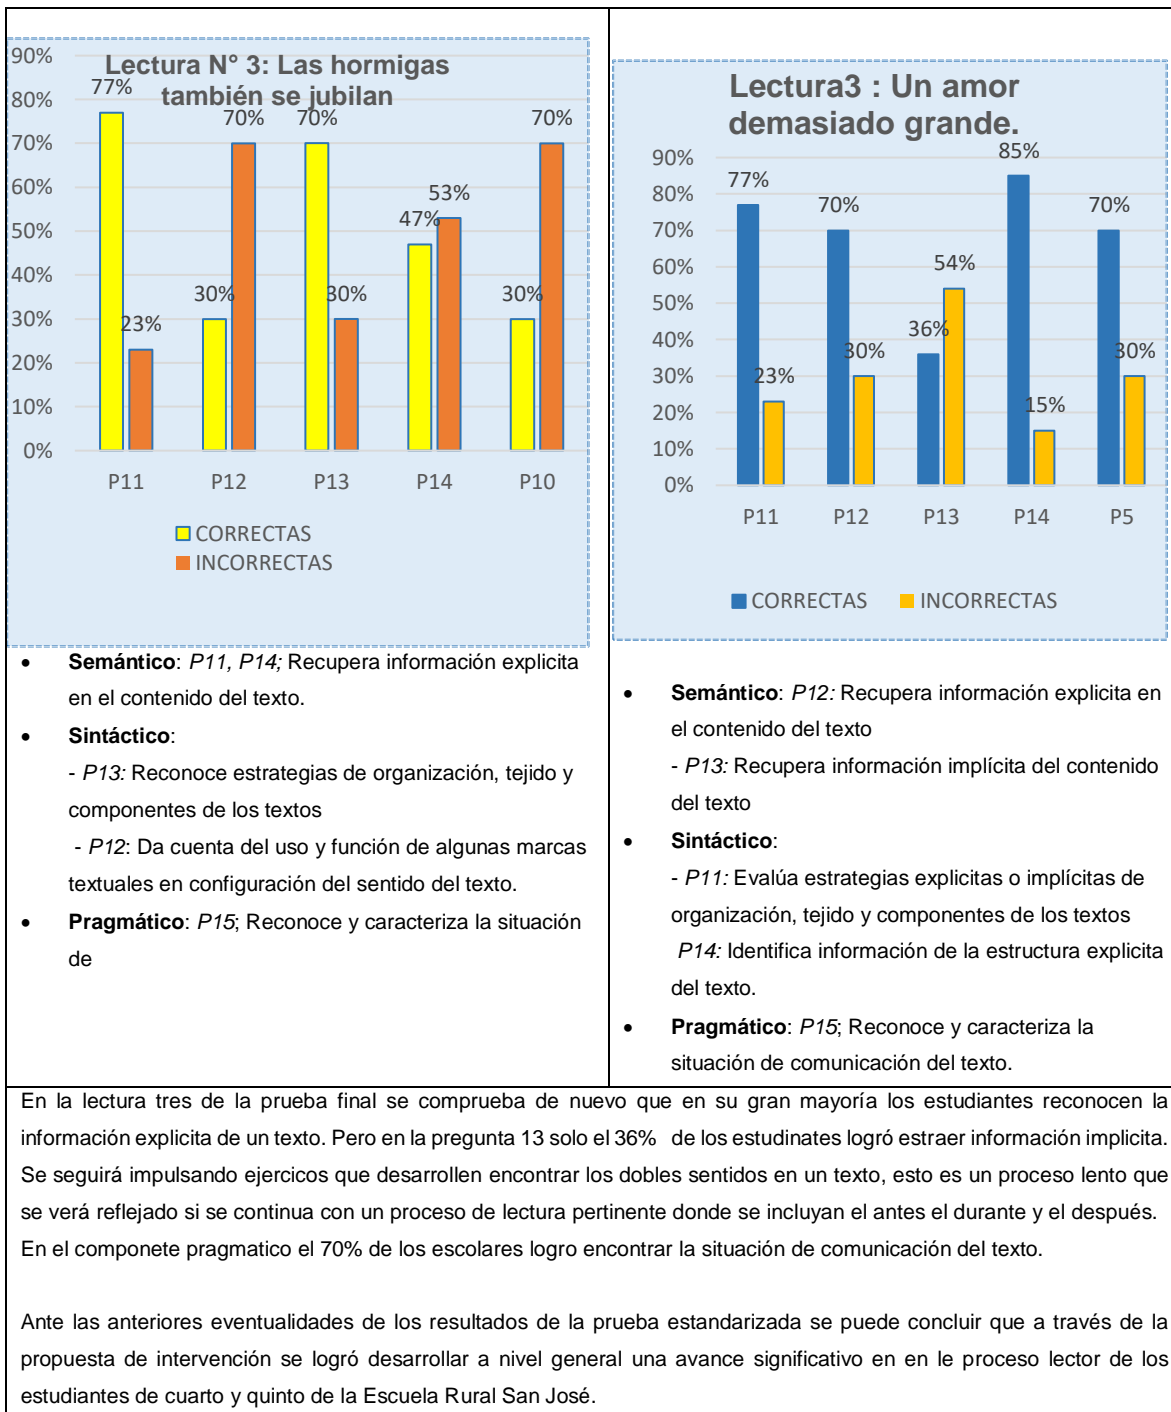 Lectura N° 3: Las hormigas
también se jubilan
90%
80%
70%
60%
50%
40%
30%
20%
10%
0%
77%
23%
30%
70%
70%
30%
47%
53%
30%
70%
P11 P12 P13 P14 P10
CORRECTAS
INCORRECTAS
• Semántico: P11, P14; Recupera información explicita
en el contenido del texto.
• Sintáctico:
- P13: Reconoce estrategias de organización, tejido y
componentes de los textos
- P12: Da cuenta del uso y función de algunas marcas
textuales en configuración del sentido del texto.
• Pragmático: P15; Reconoce y caracteriza la situación
de
Lectura3 : Un amor
demasiado grande.
90%
80%
70%
60%
50%
40%
30%
20%
10%
0%
77%
23%
70%
30%
36%
54%
85%
15%
70%
30%
P11 P12 P13 P14 P5
CORRECTAS INCORRECTAS
• Semántico: P12: Recupera información explicita en
el contenido del texto
- P13: Recupera información implícita del contenido
del texto
• Sintáctico:
- P11: Evalúa estrategias explicitas o implícitas de
organización, tejido y componentes de los textos
P14: Identifica información de la estructura explicita
del texto.
• Pragmático: P15; Reconoce y caracteriza la
situación de comunicación del texto.
En la lectura tres de la prueba final se comprueba de nuevo que en su gran mayoría los estudiantes reconocen la
información explicita de un texto. Pero en la pregunta 13 solo el 36% de los estudinates logró estraer información implicita.
Se seguirá impulsando ejercicos que desarrollen encontrar los dobles sentidos en un texto, esto es un proceso lento que
se verá reflejado si se continua con un proceso de lectura pertinente donde se incluyan el antes el durante y el después.
En el componete pragmatico el 70% de los escolares logro encontrar la situación de comunicación del texto.
Ante las anteriores eventualidades de los resultados de la prueba estandarizada se puede concluir que a través de la
propuesta de intervención se logró desarrollar a nivel general una avance significativo en en le proceso lector de los
estudiantes de cuarto y quinto de la Escuela Rural San José.